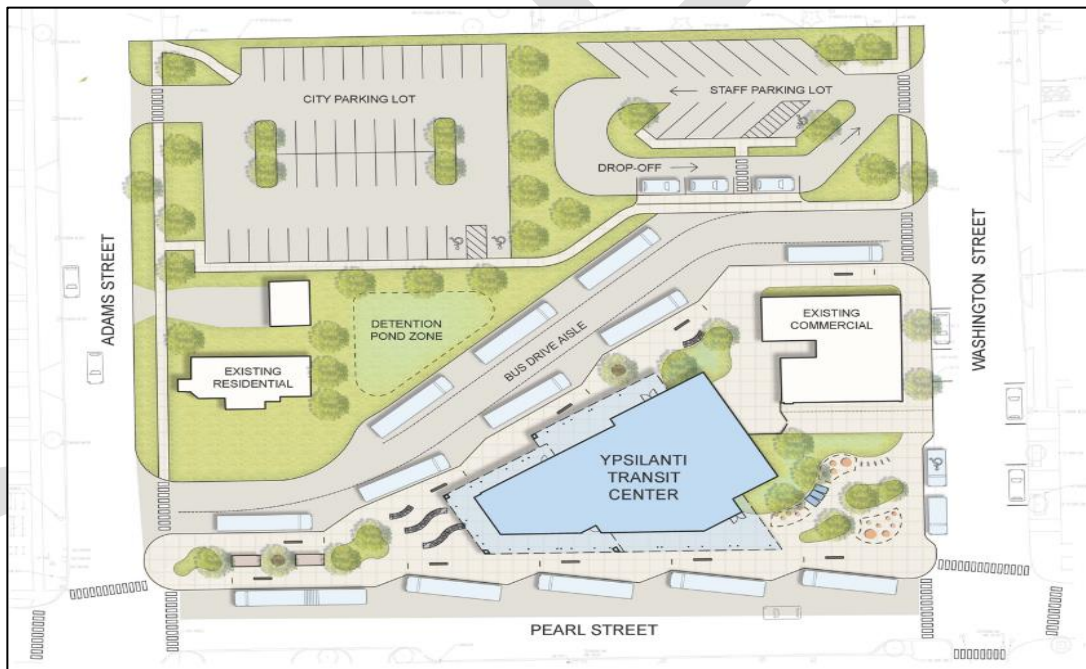 CITY PARKING LOT
STAFF PARKING LOT
DROP-OFF
ADAMS STREET
WASHINGTON STREET
DETENTION
POND ZONE
BUS DRIVE AISLE
EXISTING
COMMERCIAL
EXISTING
RESIDENTIAL
YPSILANTI
TRANSIT
CENTER
PEARL STREET